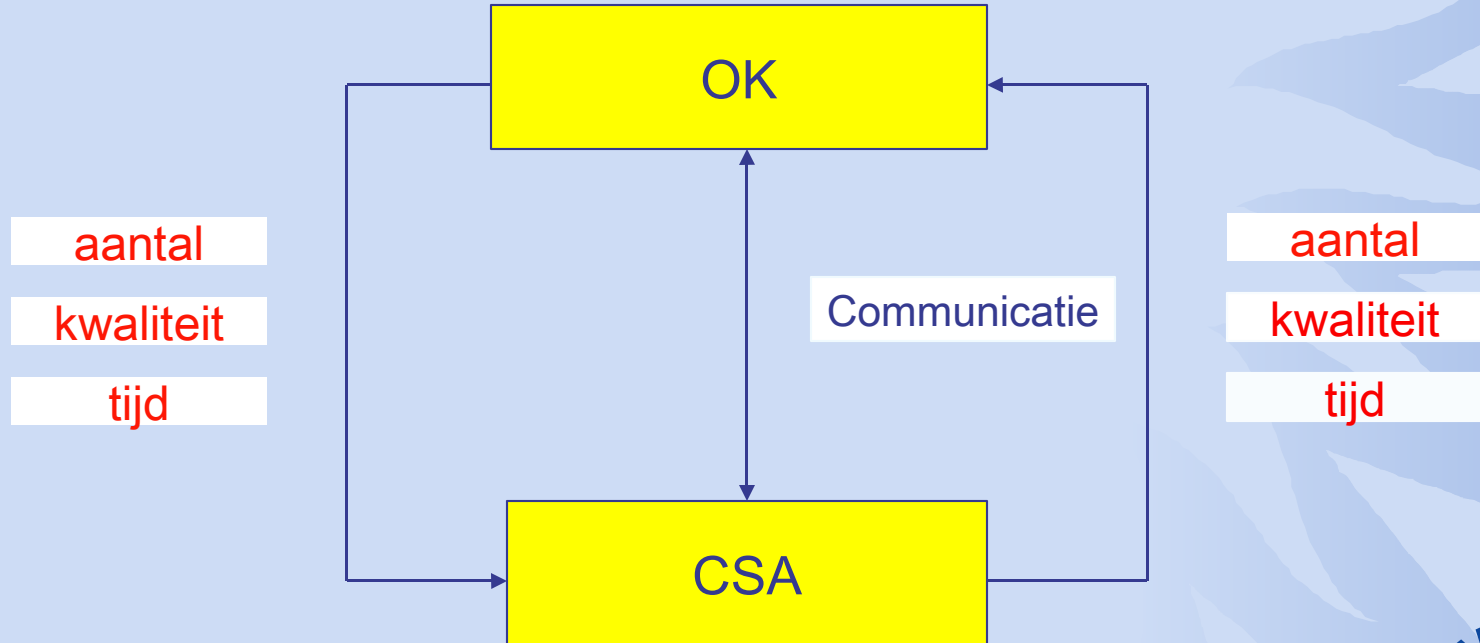 OK
aantal
kwaliteit
tijd
Communicatie
aantal
kwaliteit
tijd
CSA